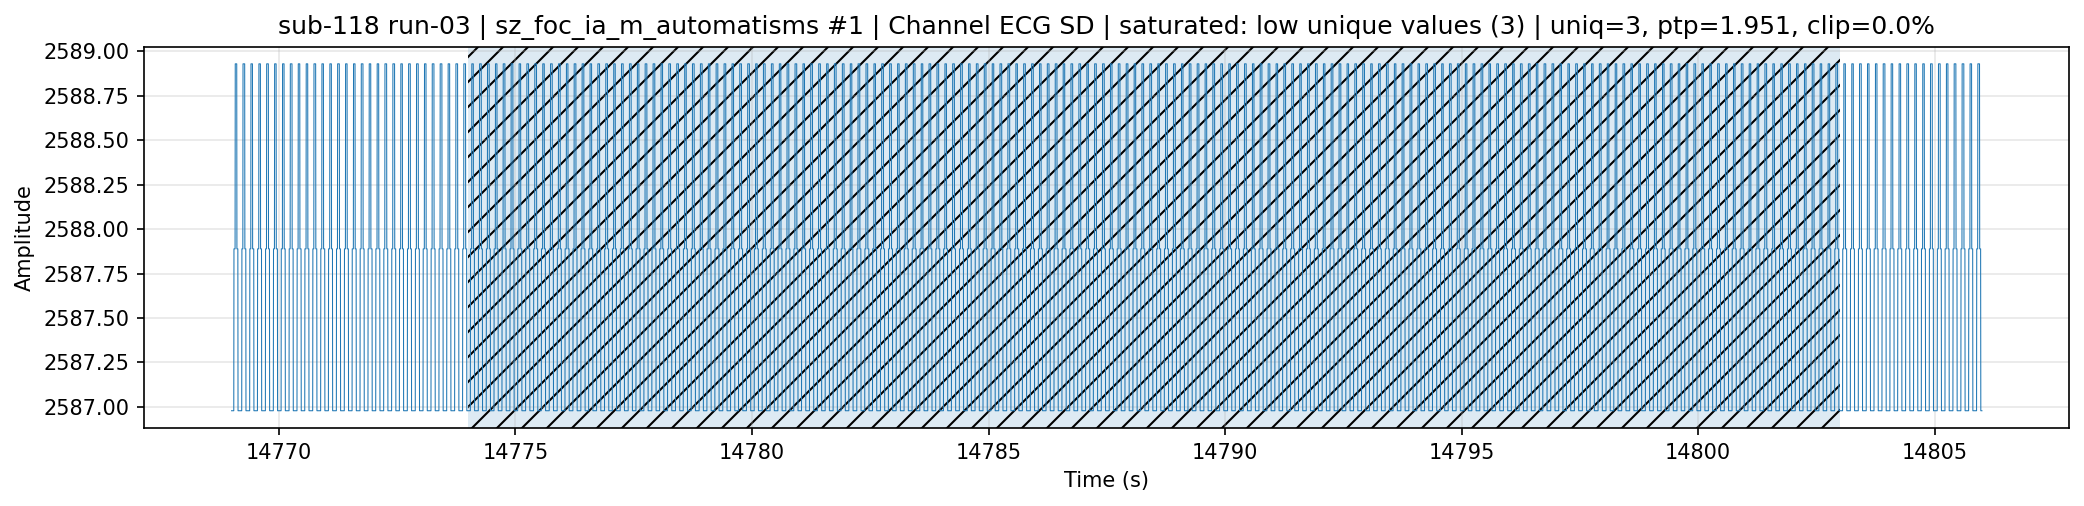 sub-118 run-03 | sz_foc_ia_m_automatisms #1 | Channel ECG SD | saturated: low unique values (3) | uniq=3, ptp=1.951, clip=0.0%
2589.00
2588.75
2588.50
2588.25
2588.00
2587.75
2587.50
2587.25
2587.00
Amplitude
14770 14775 14780 14785 14790 14795 14800 14805
Time (s)